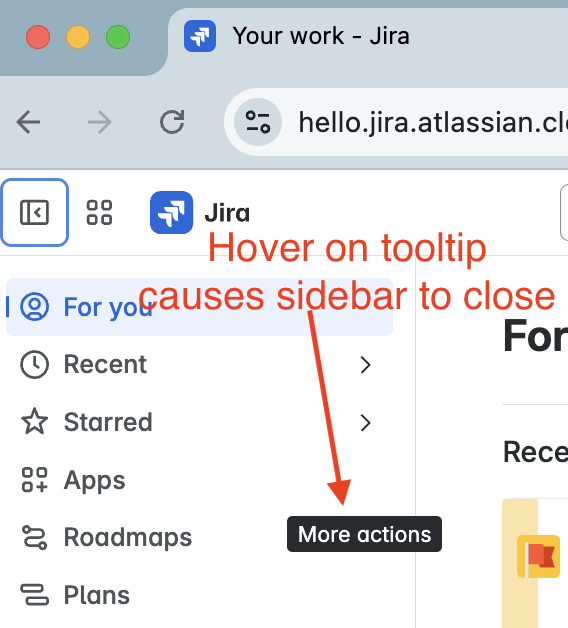 Your work - Jira
hello.jira.atlassian.cl
Jira
Hover on tooltip
causes sidebar to close
For you
For
Recent
Starred
Rece
Apps
Roadmaps
More actions
Plans